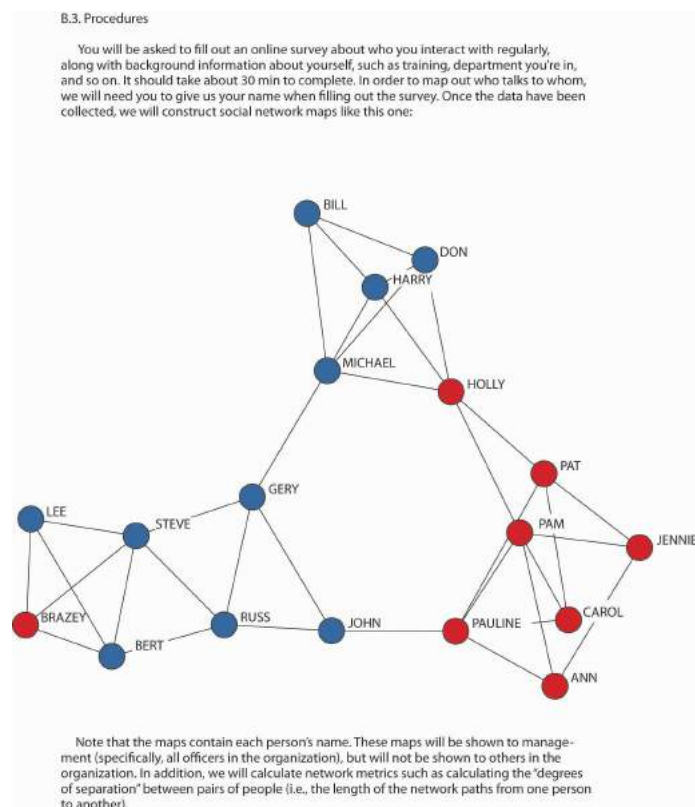 B.3. Procedures
You will be asked to fill out an online survey about who you interact with regularly,
along with background information about yourself, such as training, department you're in,
and so on. It should take about 30 min to complete. In order to map out who talks to whom,
we will need you to give us your name when filling out the survey. Once the data have been
collected, we will construct social network maps like this one:
BILL
DON
HARRY
MICHAEL
HOLLY
PAT
GERY
LEE
STEVE
PAM
JENNIE
BRAZEY
CAROL
RUSS
JOHN
PAULINE
BERT
ANN
Note that the maps contain each person's name. These maps will be shown to manage-
ment (specifically, all officers in the organization), but will not be shown to others in the
organization. In addition, we will calculate network metrics such as calculating the "degrees
of separation" between pairs of people (i.e., the length of the network paths from one person
to another).